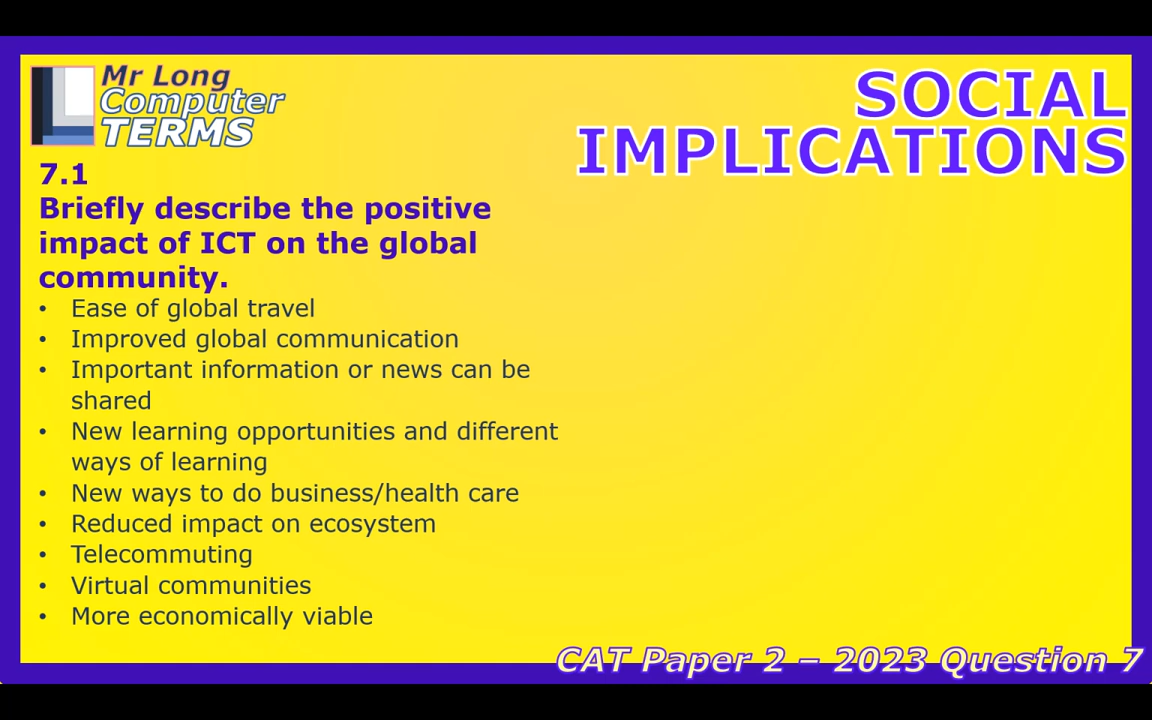 Mr Long
Computer
TERMS
SOCIAL
IMPLICATIONS
7.1
Briefly describe the positive
impact of ICT on the global
community.
• Ease of global travel
• Improved global communication
• Important information or news can be
shared
• New learning opportunities and different
ways of learning
• New ways to do business/health care
• Reduced impact on ecosystem
• Telecommuting
• Virtual communities
• More economically viable
CAT Paper 2 – 2023 Question 7